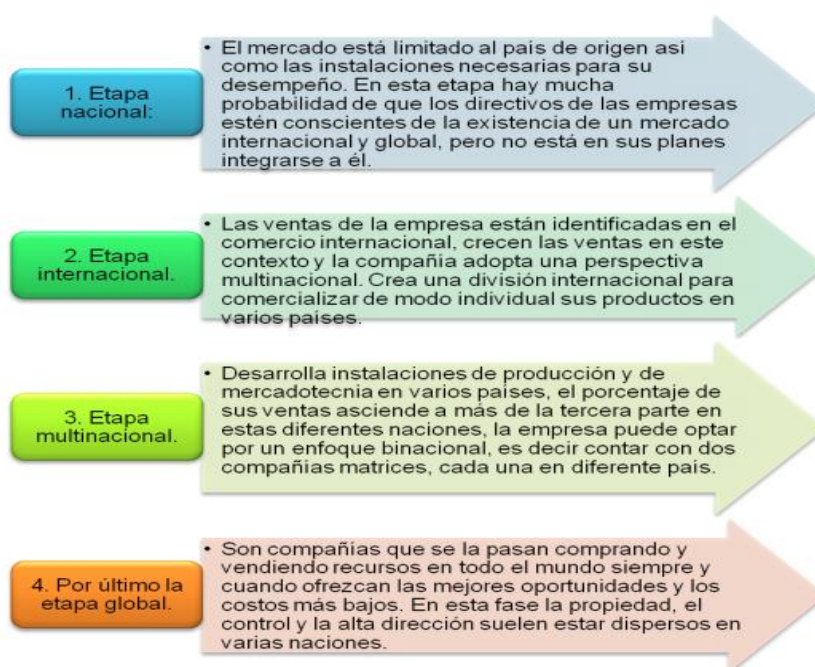 1. Etapa
nacional:
• El mercado está limitado al país de origen asi
como las instalaciones necesarias para su
desempeño. En esta etapa hay mucha
probabilidad de que los directivos de las empresas
estén conscientes de la existencia de un mercado
internacional y global, pero no está en sus planes
integrarse a él.
2. Etapa
internacional.
• Las ventas de la empresa están identificadas en el
comercio internacional, crecen las ventas en este
contexto y la compañía adopta una perspectiva
multinacional. Crea una división internacional para
comercializar de modo individual sus productos en
varios países.
3. Etapa
multinacional.
• Desarrolla instalaciones de producción y de
mercadotecnia en varios países, el porcentaje de
sus ventas asciende a más de la tercera parte en
estas diferentes naciones, la empresa puede optar
por un enfoque binacional, es decir contar con dos
compañías matrices, cada una en diferente país.
4. Por último la
etapa global.
• Son compañías que se la pasan comprando y
vendiendo recursos en todo el mundo siempre y
cuando ofrezcan las mejores oportunidades y los
costos más bajos. En esta fase la propiedad, el
control y la alta dirección suelen estar dispersos en
varias naciones.